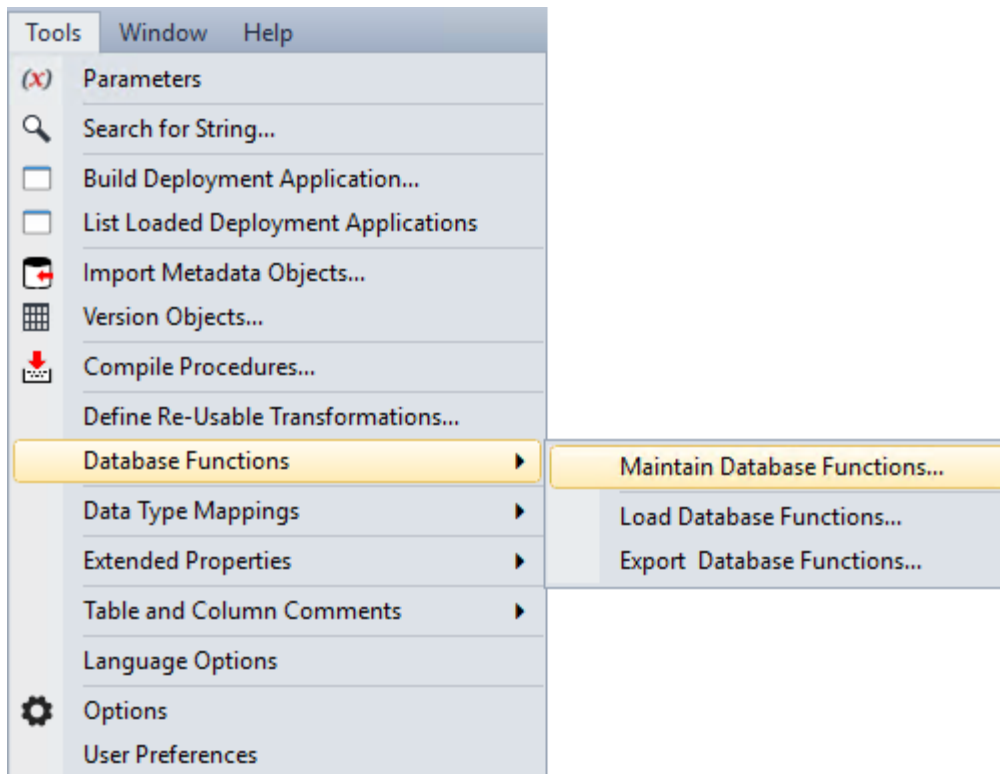 Tools Window Help
(x) Parameters
Search for String...
Build Deployment Application...
List Loaded Deployment Applications
Import Metadata Objects...
Version Objects...
Compile Procedures...
Define Re-Usable Transformations...
Database Functions
Maintain Database Functions...
Load Database Functions...
Export  Database Functions...
Data Type Mappings
Extended Properties
Table and Column Comments
Language Options
Options
User Preferences